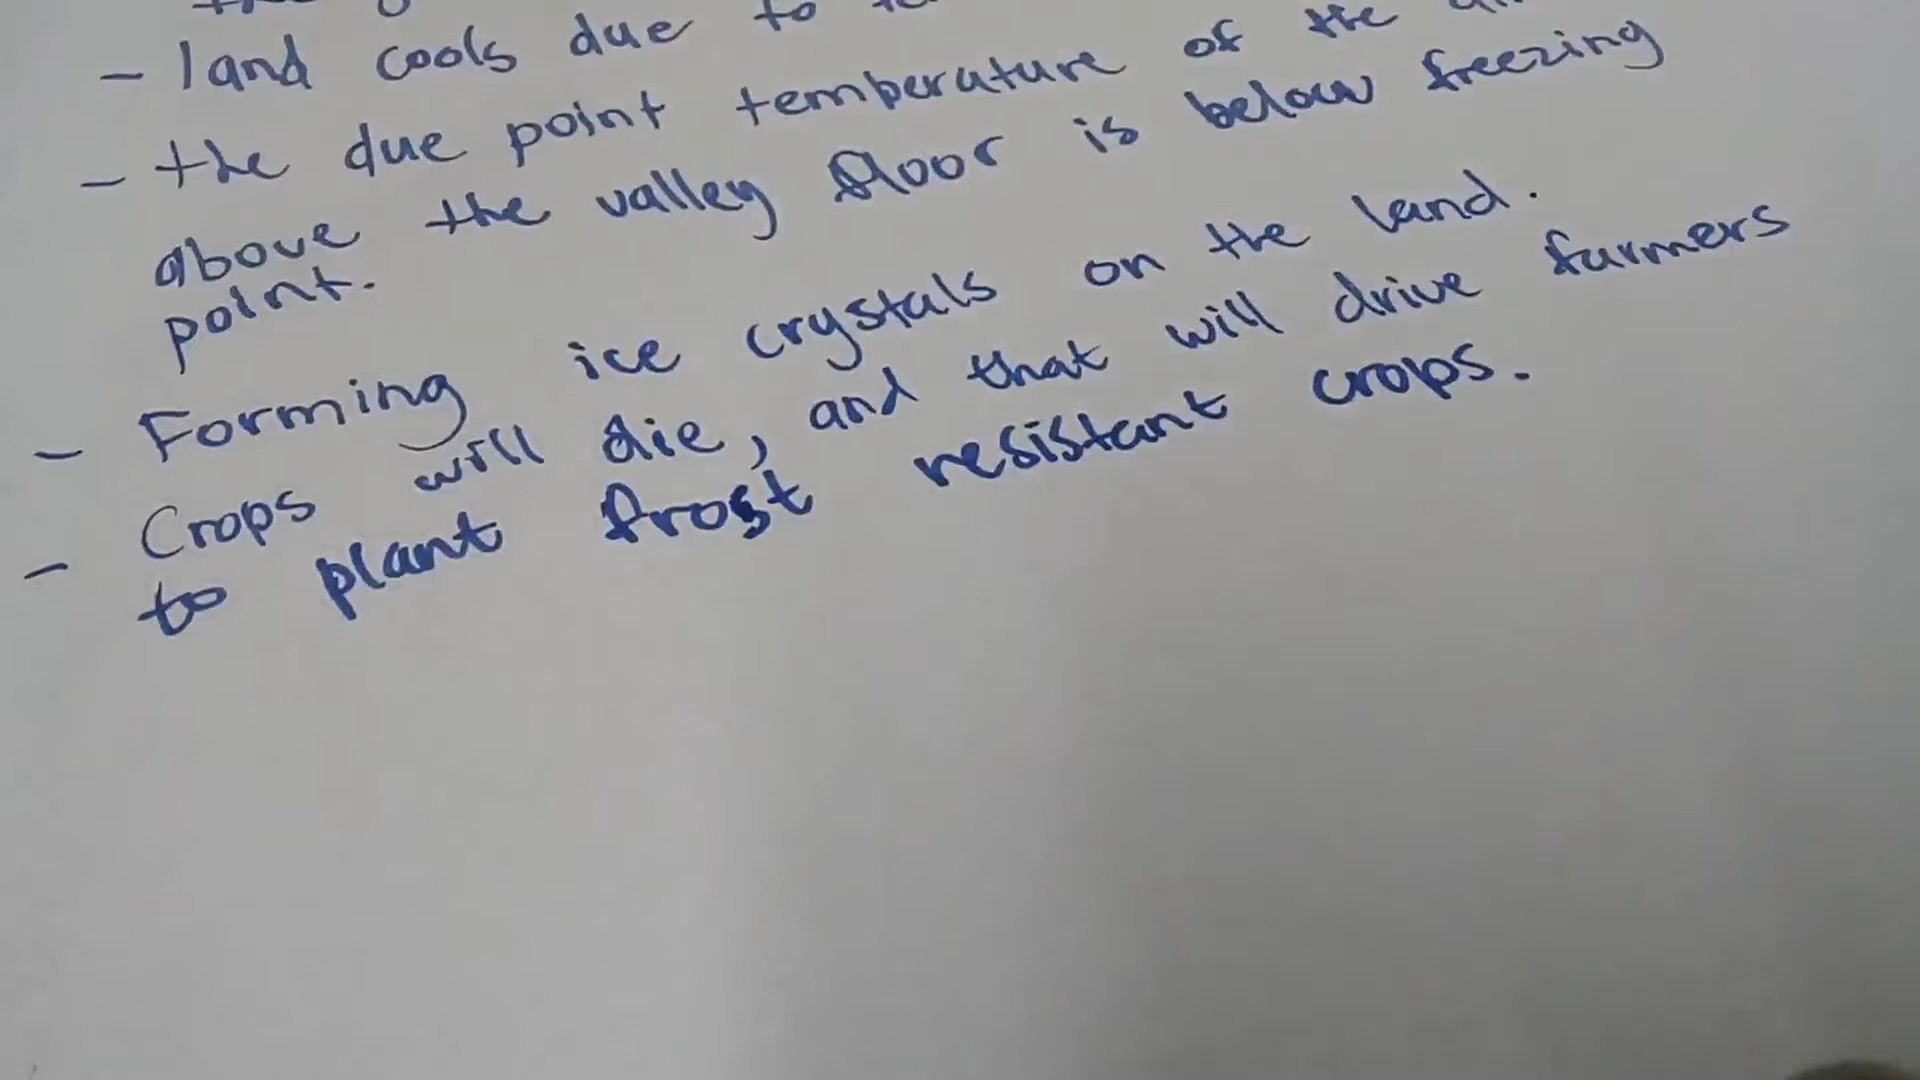 - land cools due to
- the due point temperature of the
above the valley floor is below freezing
point.
- Forming ice crystals on the land.
- Crops will die, and that will drive farmers
to plant frost resistant crops.